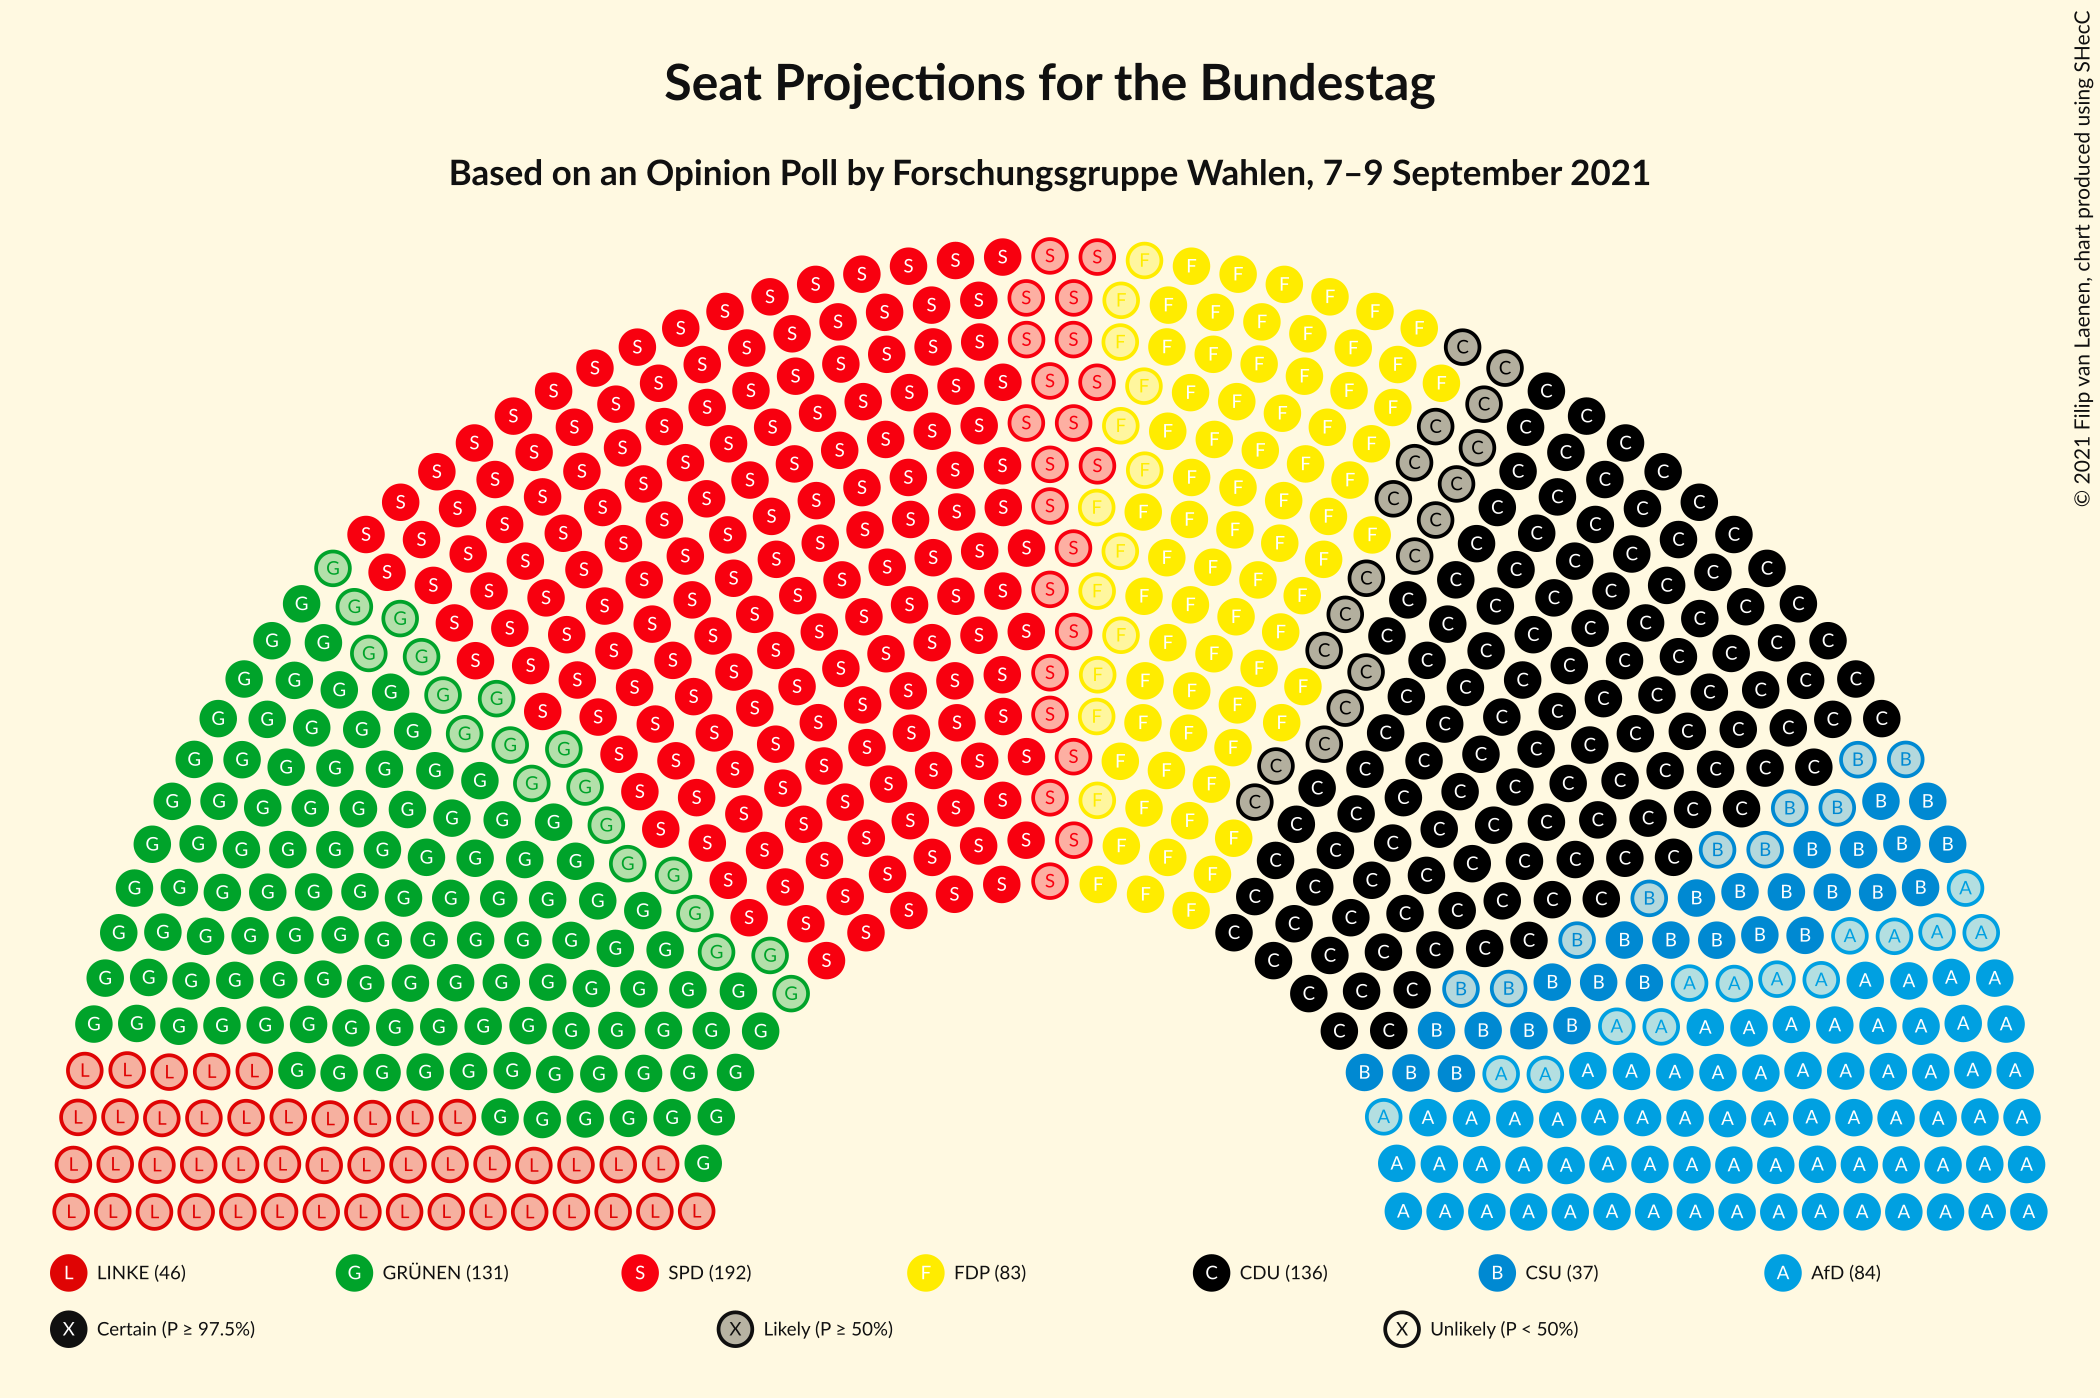 Seat Projections for the Bundestag
Based on an Opinion Poll by Forschungsgruppe Wahlen, 7–9 September 2021
© 2021 Filip van Laenen, chart produced using SHecC
L LINKE (46) G GRÜNEN (131) S SPD (192) F FDP (83) C CDU (136) B CSU (37) A AfD (84)
X Certain (P ≥ 97.5%) X Likely (P ≥ 50%) X Unlikely (P < 50%)